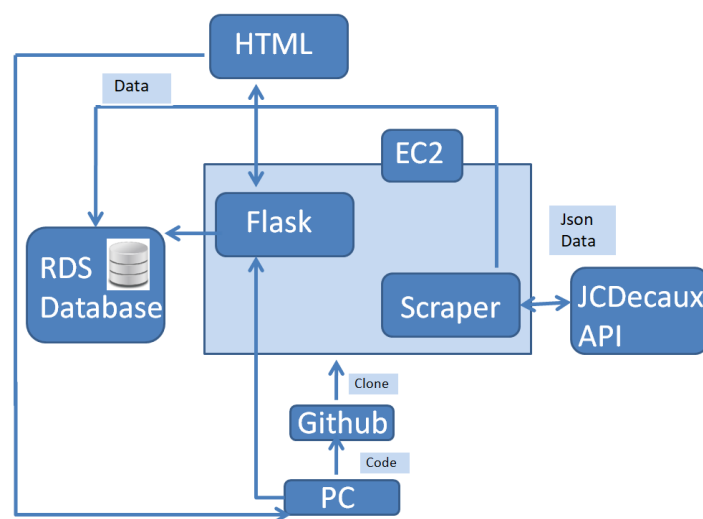 HTML
Data
EC2
Flask
Json
Data
RDS
Database
Scraper
JCDecaux
API
Clone
Github
Code
PC